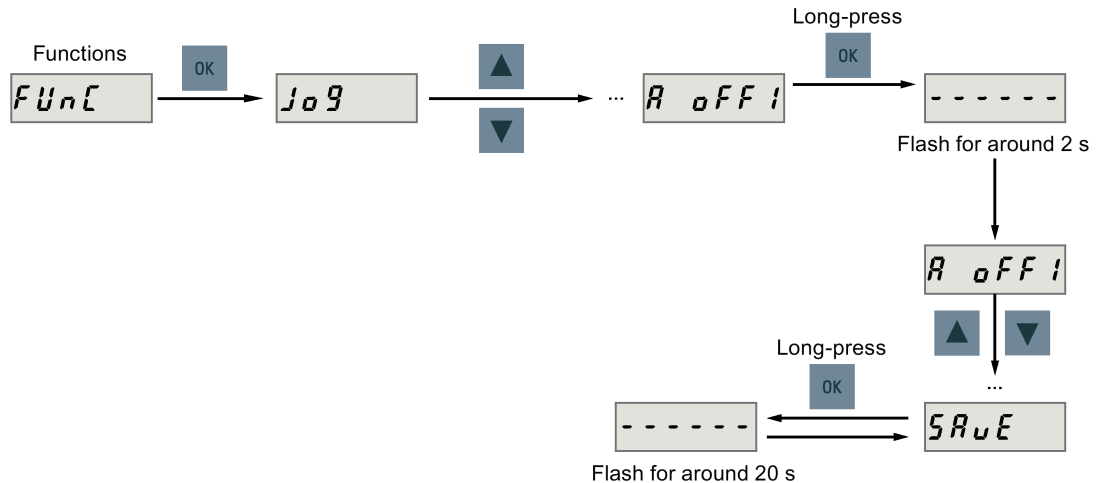 Long-press
Functions
OK
OK
FUnC
Jog
...
A oFF1
- - - - - -
Flash for around 2 s
A oFF1
Long-press
OK
...
- - - - - -
SAvE
Flash for around 20 s